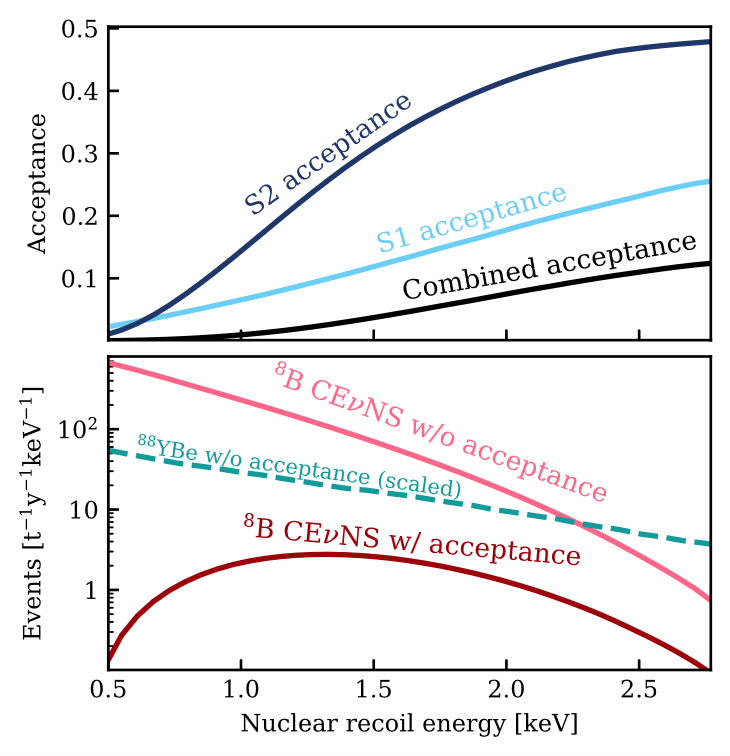 0.5
0.4
0.3
0.2
0.1
Acceptance
S2 acceptance
S1 acceptance
Combined acceptance
10²
10
1
Events [t⁻¹y⁻¹keV⁻¹]
⁸B CEνNS w/o acceptance
⁸⁸YBe w/o acceptance (scaled)
⁸B CEνNS w/ acceptance
0.5 1.0 1.5 2.0 2.5
Nuclear recoil energy [keV]